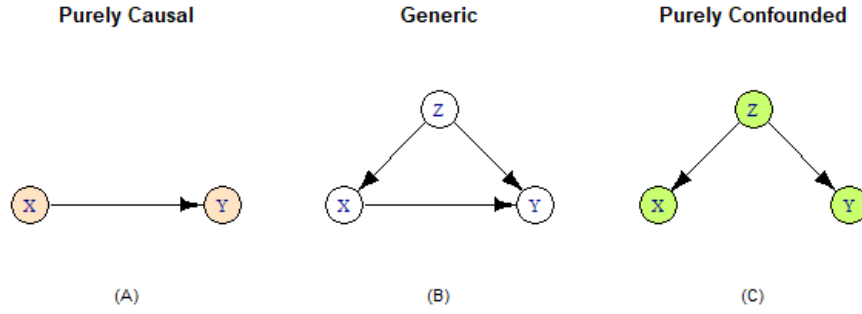 Purely Causal
Generic
Purely Confounded
Z
Z
X
Y
X
Y
X
Y
(A)
(B)
(C)